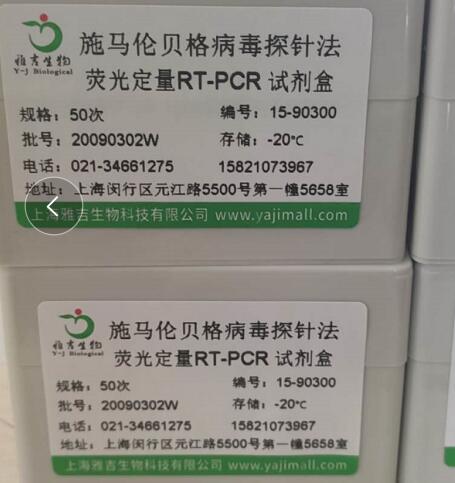 施马伦贝格病毒探针法
雅吉生物
Y-J Biological
荧光定量RT-PCR 试剂盒
规格：50次
编号：15-90300
批号：20090302W
存储：-20℃
电话：021-34661275
15821073967
地址：上海闵行区元江路5500号第一幢5658室
上海雅吉生物科技有限公司 www.yajimall.com
施马伦贝格病毒探针法
雅吉生物
Y-J Biological
荧光定量RT-PCR 试剂盒
规格：50次
编号：15-90300
批号：20090302W
存储：-20℃
电话：021-34661275
15821073967
地址：上海闵行区元江路5500号第一幢5658室
上海雅吉生物科技有限公司 www.yajimall.com